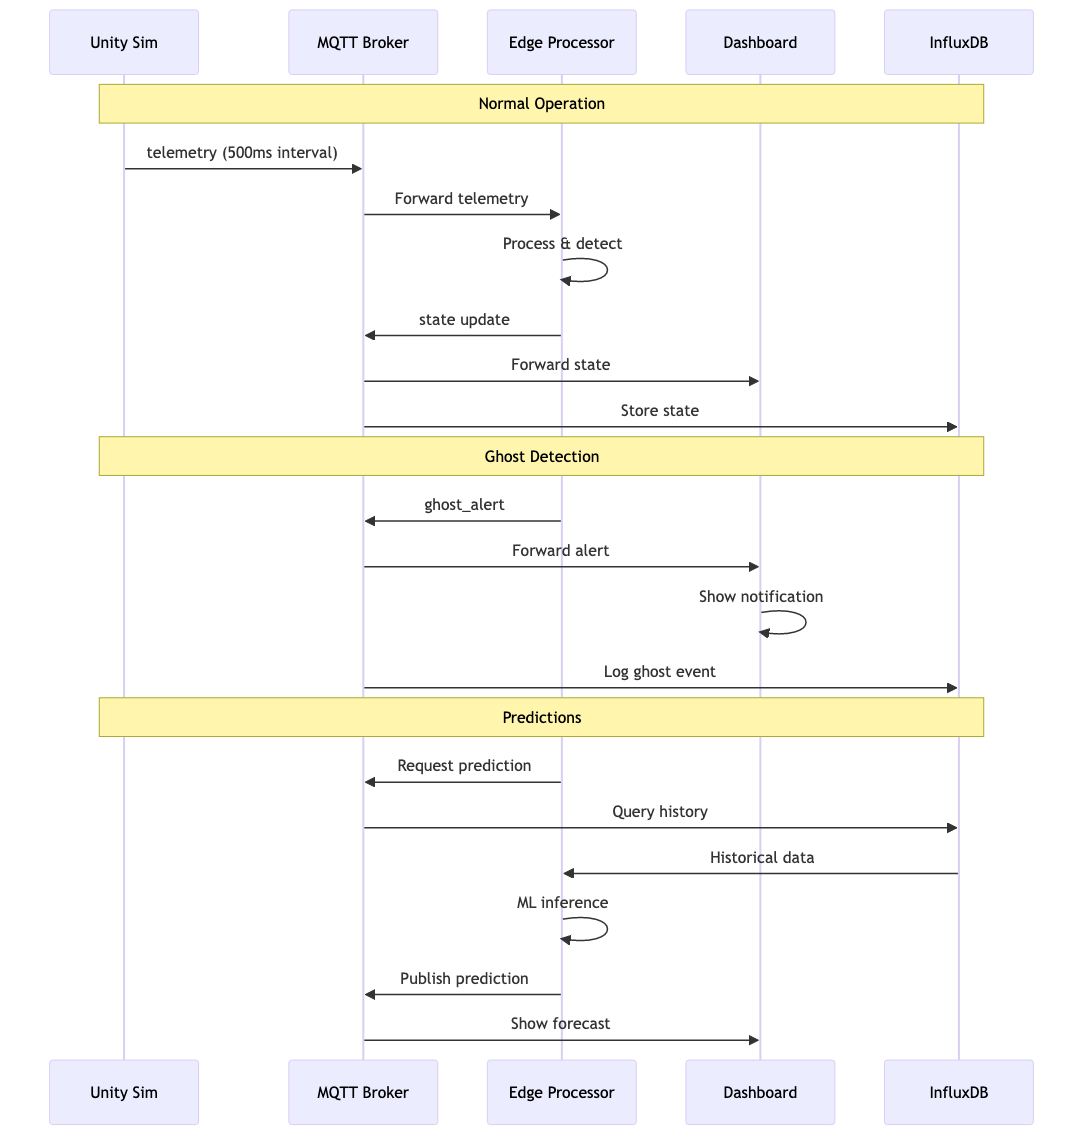 Unity Sim
MQTT Broker
Edge Processor
Dashboard
InfluxDB
Normal Operation
telemetry (500ms interval)
Forward telemetry
Process & detect
state update
Forward state
Store state
Ghost Detection
ghost_alert
Forward alert
Show notification
Log ghost event
Predictions
Request prediction
Query history
Historical data
ML inference
Publish prediction
Show forecast
Unity Sim
MQTT Broker
Edge Processor
Dashboard
InfluxDB